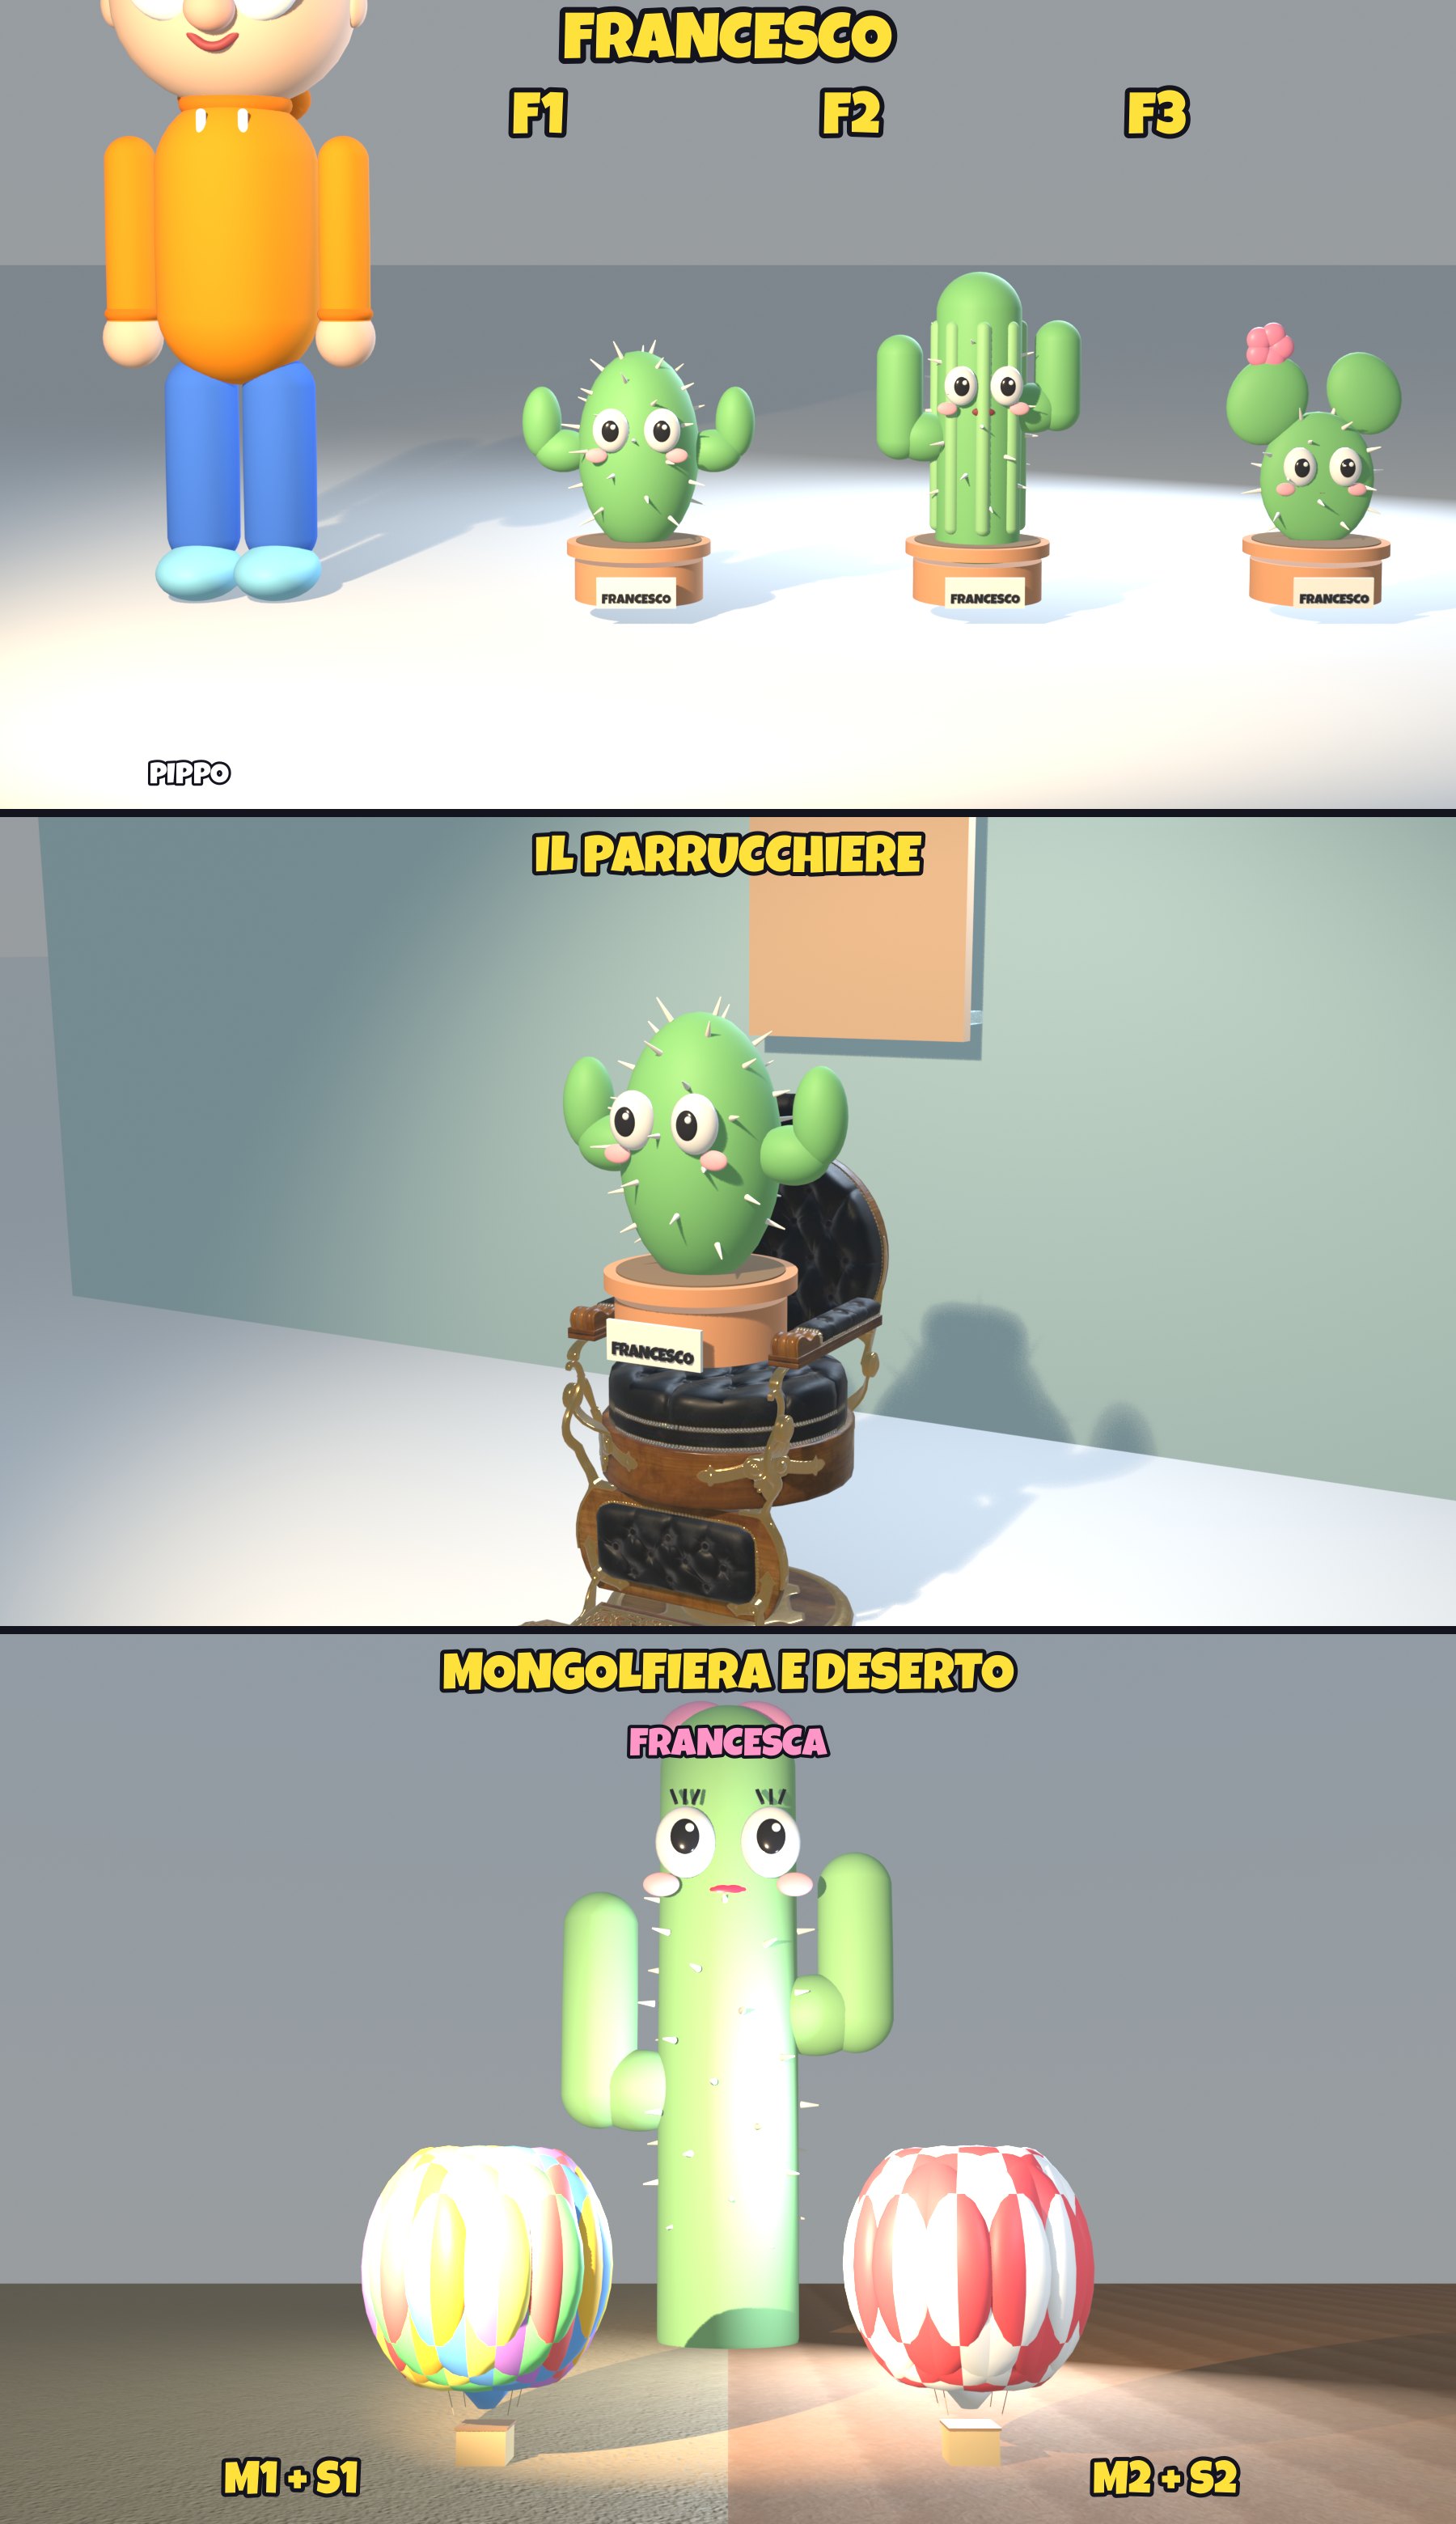 FRANCESCO
F1 F2 F3
FRANCESCO FRANCESCO FRANCESCO
PIPPO
IL PARRUCCHIERE
FRANCESCO
MONGOLFIERA E DESERTO
FRANCESCA
M1 + S1 M2 + S2